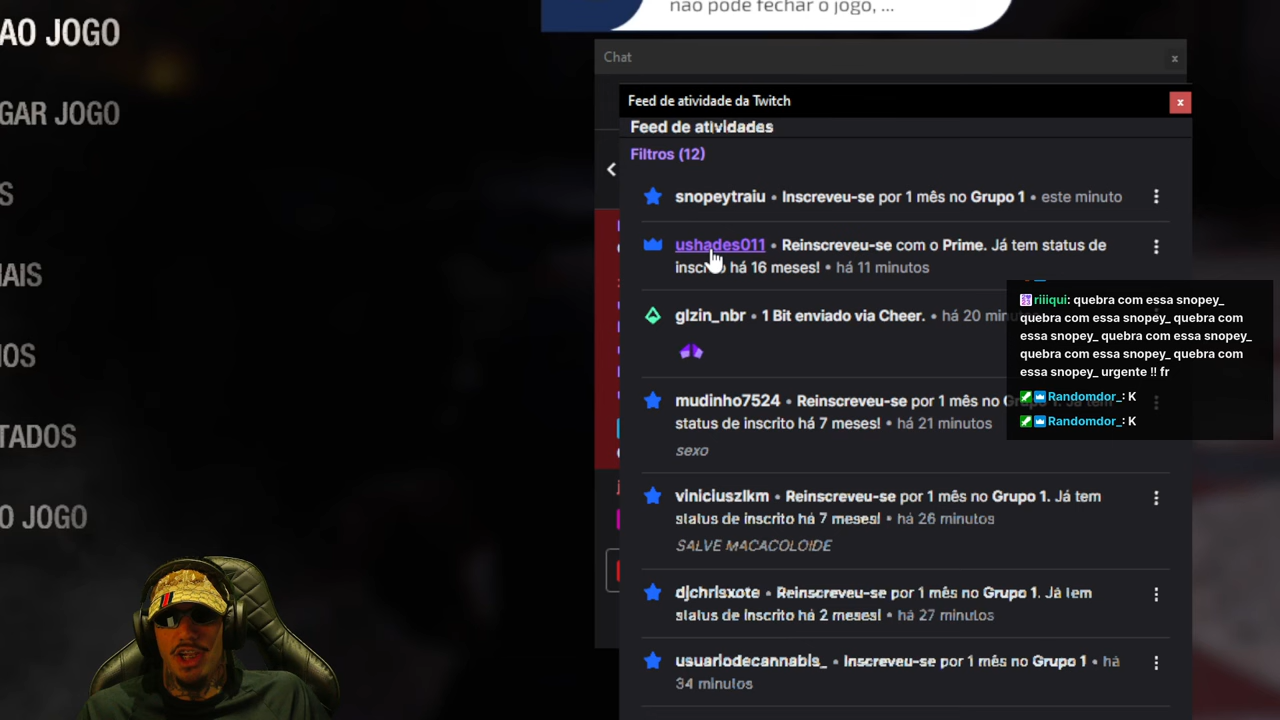 não pode fechar o jogo, ...
AO JOGO
GAR JOGO
S
AIS
OS
TADOS
O JOGO
Chat
x
Feed de atividade da Twitch
x
Feed de atividades
Filtros (12)
snopeytraiu • Inscreveu-se por 1 mês no Grupo 1 • este minuto
ushades011 • Reinscreveu-se com o Prime. Já tem status de
inscrito há 16 meses! • há 11 minutos
glzin_nbr • 1 Bit enviado via Cheer. • há 20 minu
mudinho7524 • Reinscreveu-se por 1 mês no Grupo 1. Já tem
status de inscrito há 7 meses! • há 21 minutos
sexo
viniciuszlkm • Reinscreveu-se por 1 mês no Grupo 1. Já tem
status de inscrito há 7 meses! • há 26 minutos
SALVE MACACOLOIDE
djchrisxote • Reinscreveu-se por 1 mês no Grupo 1. Já tem
status de inscrito há 2 meses! • há 27 minutos
usuariodecannabis_ • Inscreveu-se por 1 mês no Grupo 1 • há
34 minutos
riiiqui: quebra com essa snopey_
quebra com essa snopey_ quebra com
essa snopey_ quebra com essa snopey_
quebra com essa snopey_ quebra com
essa snopey_ urgente !! fr
Randomdor_: K
Randomdor_: K